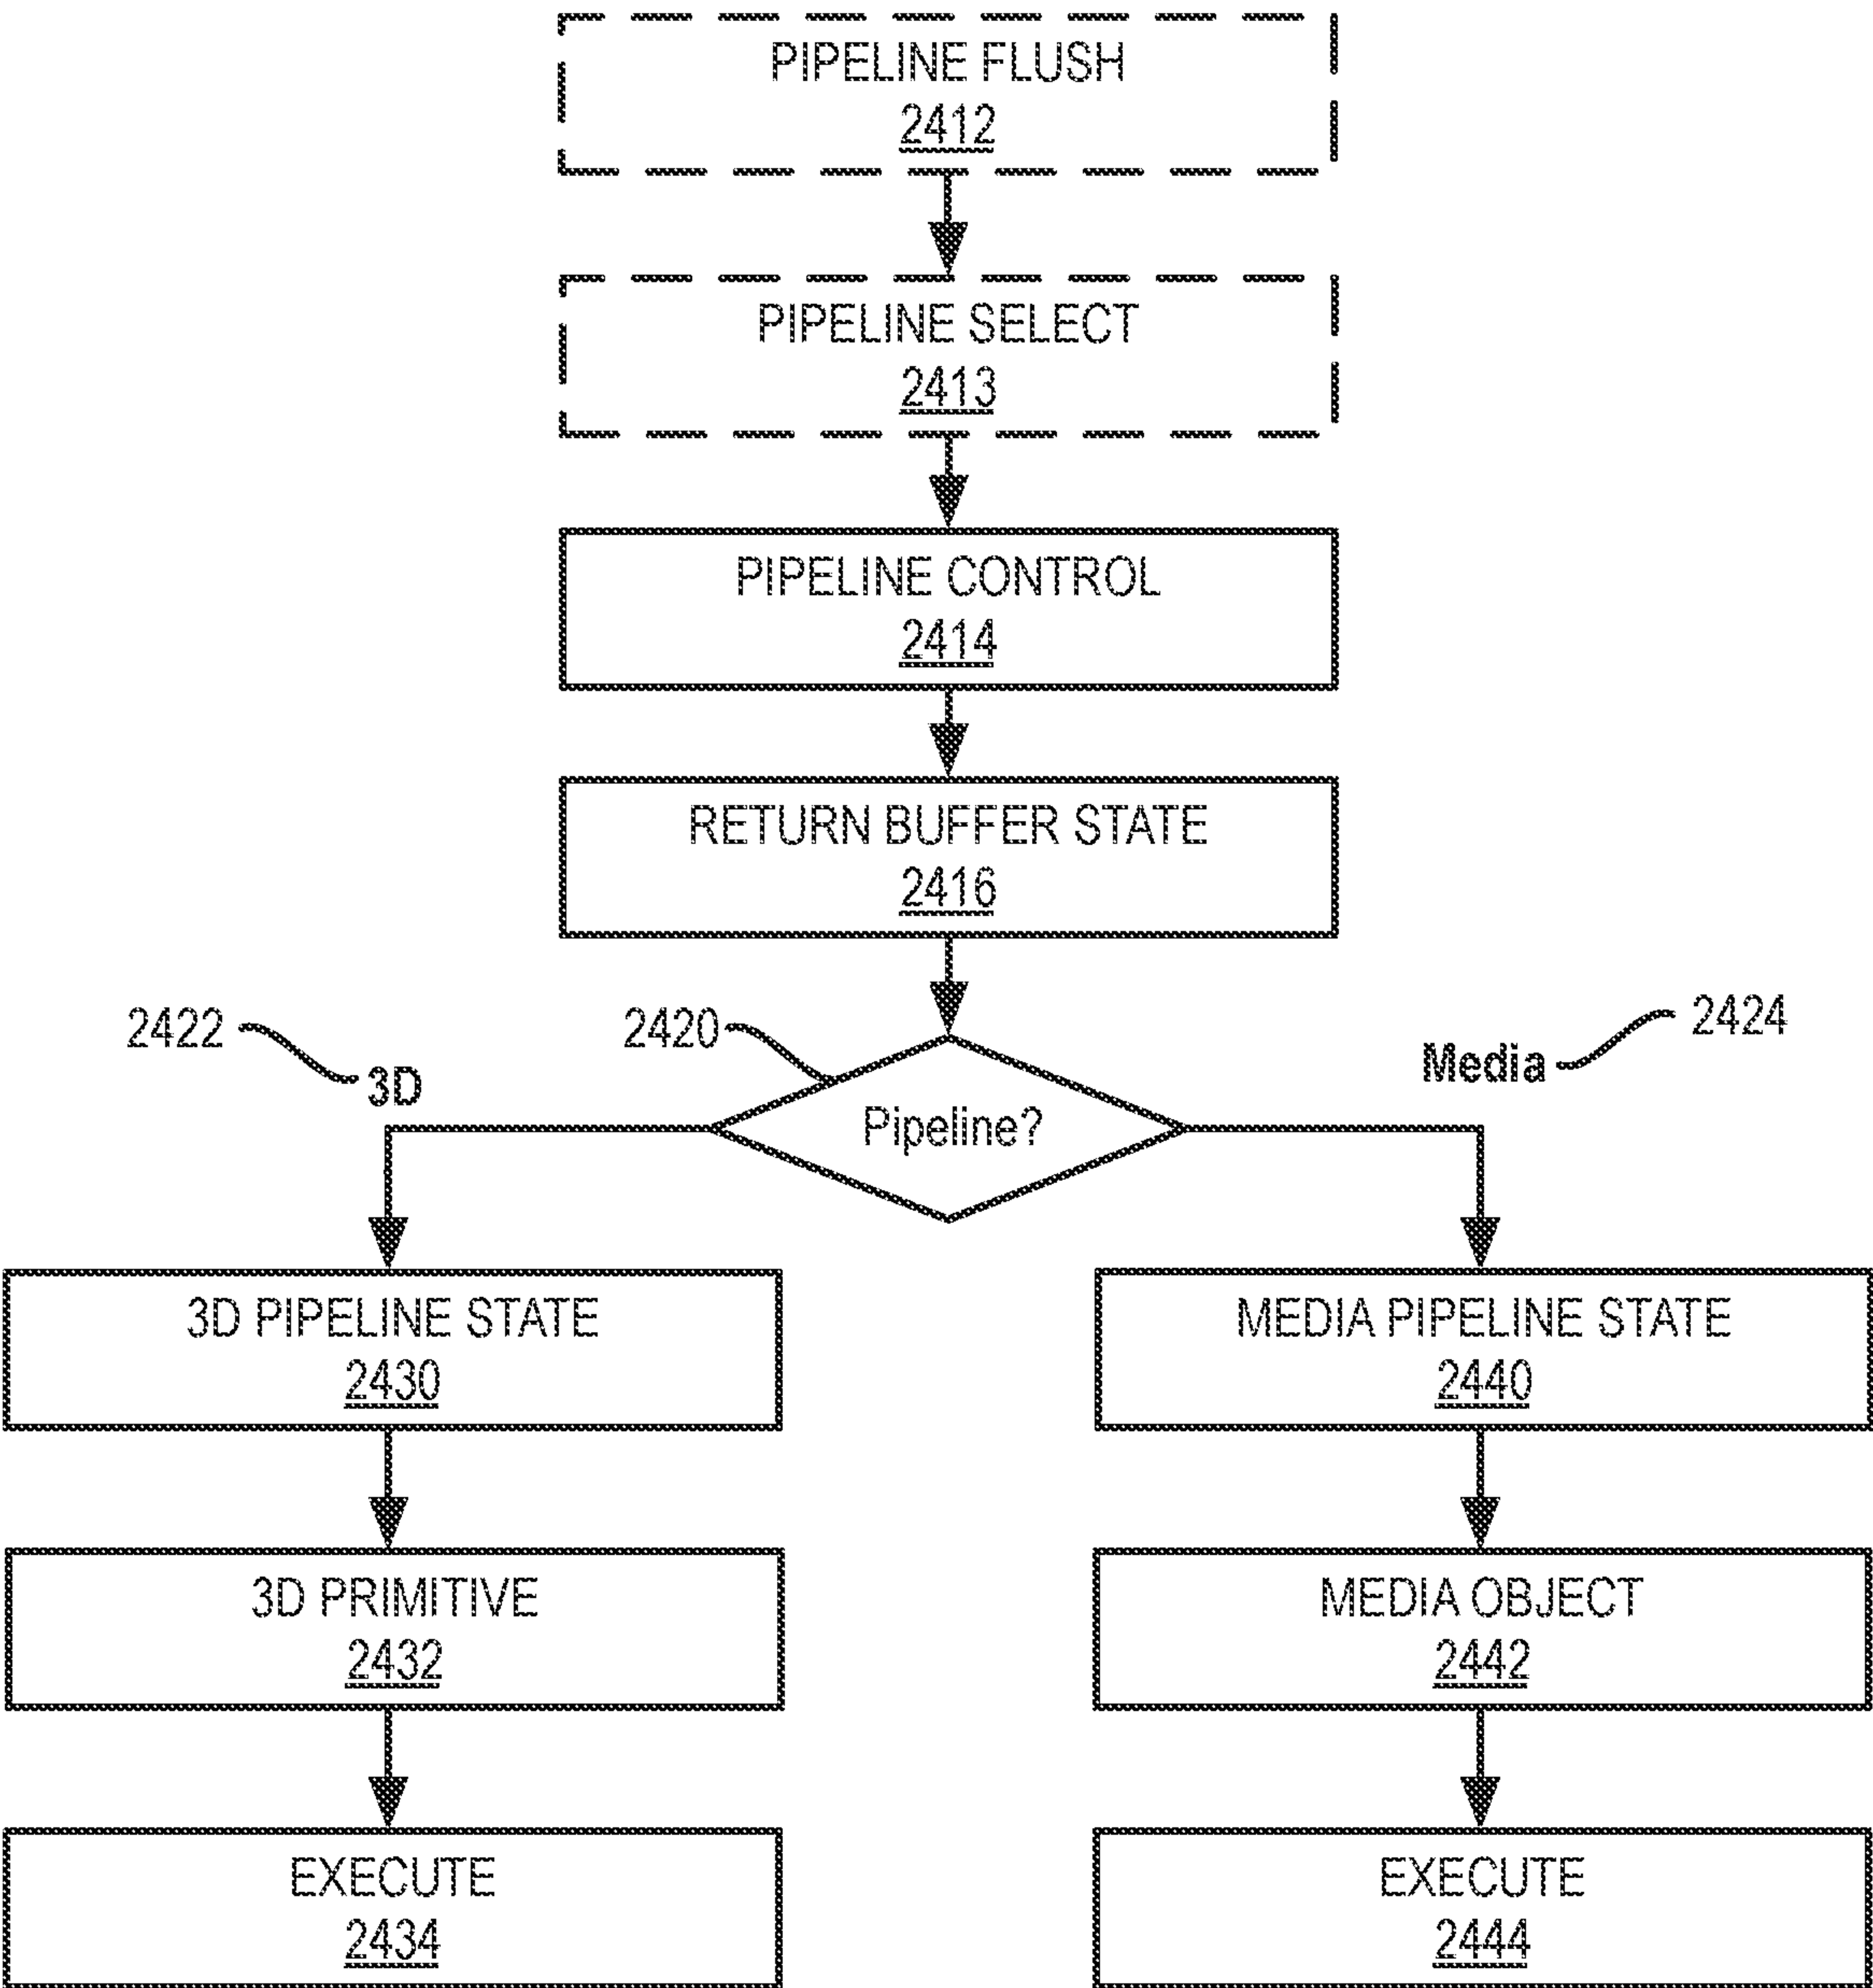 PIPELINE FLUSH
2412
PIPELINE SELECT
2413
PIPELINE CONTROL
2414
RETURN BUFFER STATE
2416
2422
3D
2420
Pipeline?
Media
2424
3D PIPELINE STATE
2430
MEDIA PIPELINE STATE
2440
3D PRIMITIVE
2432
MEDIA OBJECT
2442
EXECUTE
2434
EXECUTE
2444